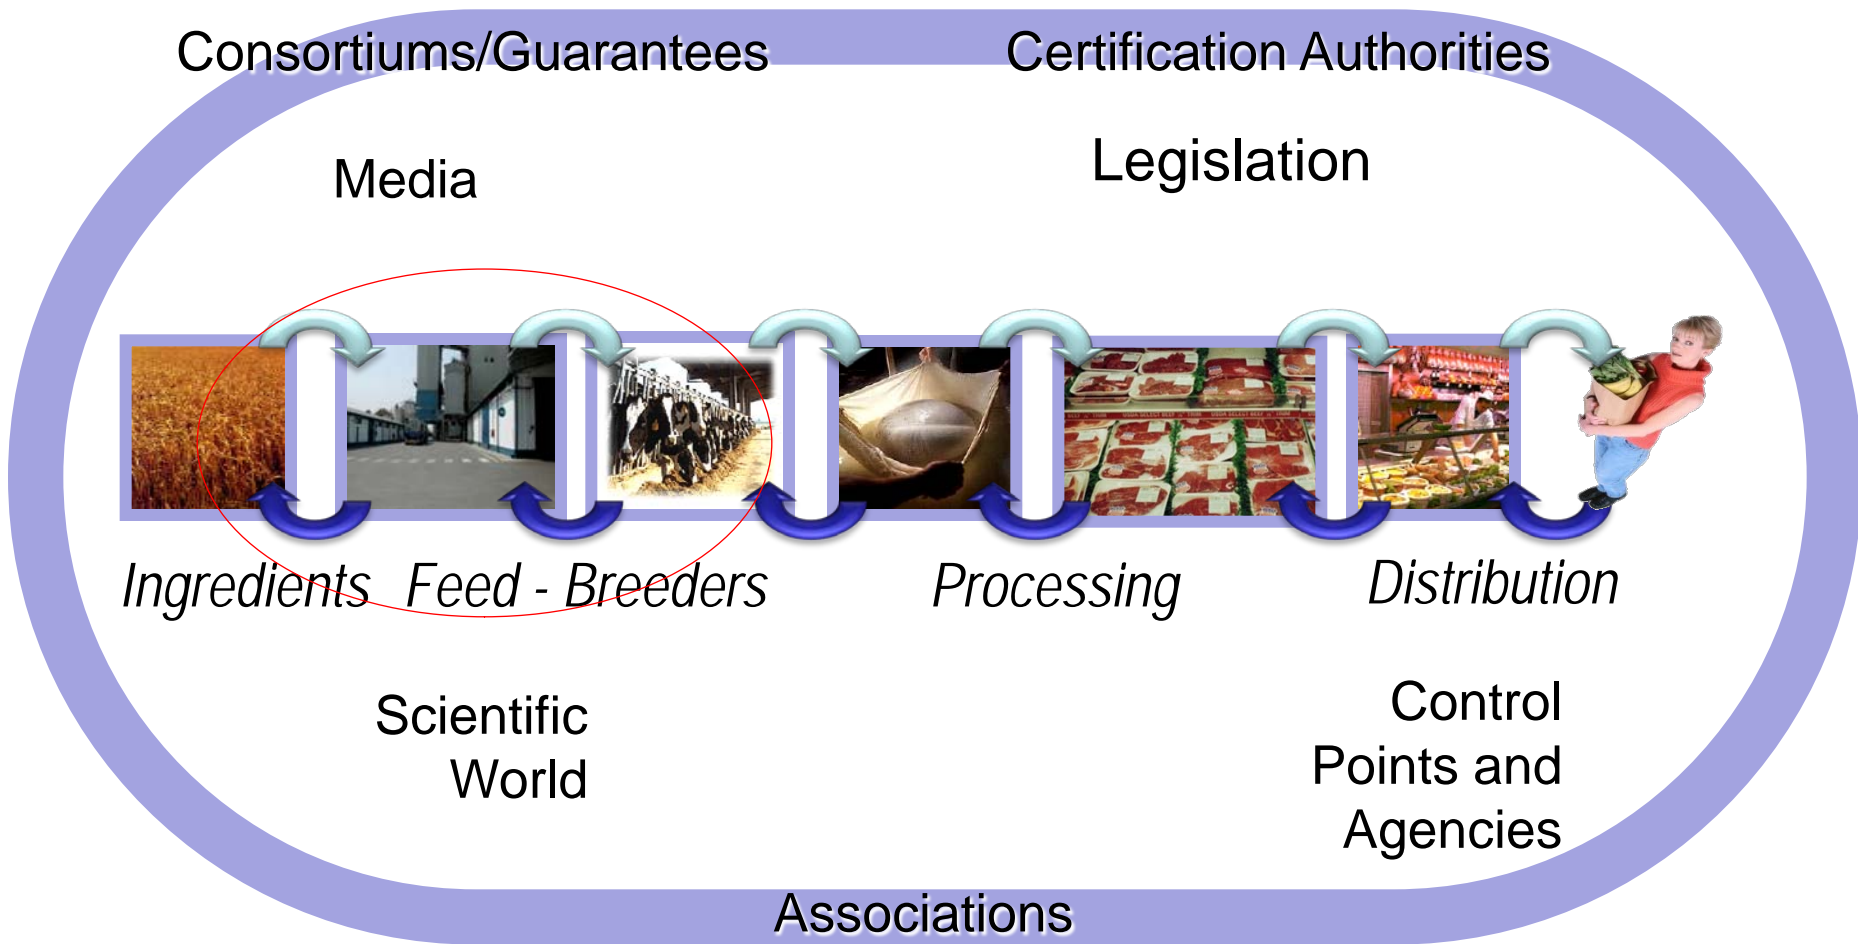 Consortiums/Guarantees
Certification Authorities
Media
Legislation
Ingredients
Feed - Breeders
Processing
Distribution
Scientific
World
Control
Points and
Agencies
Associations